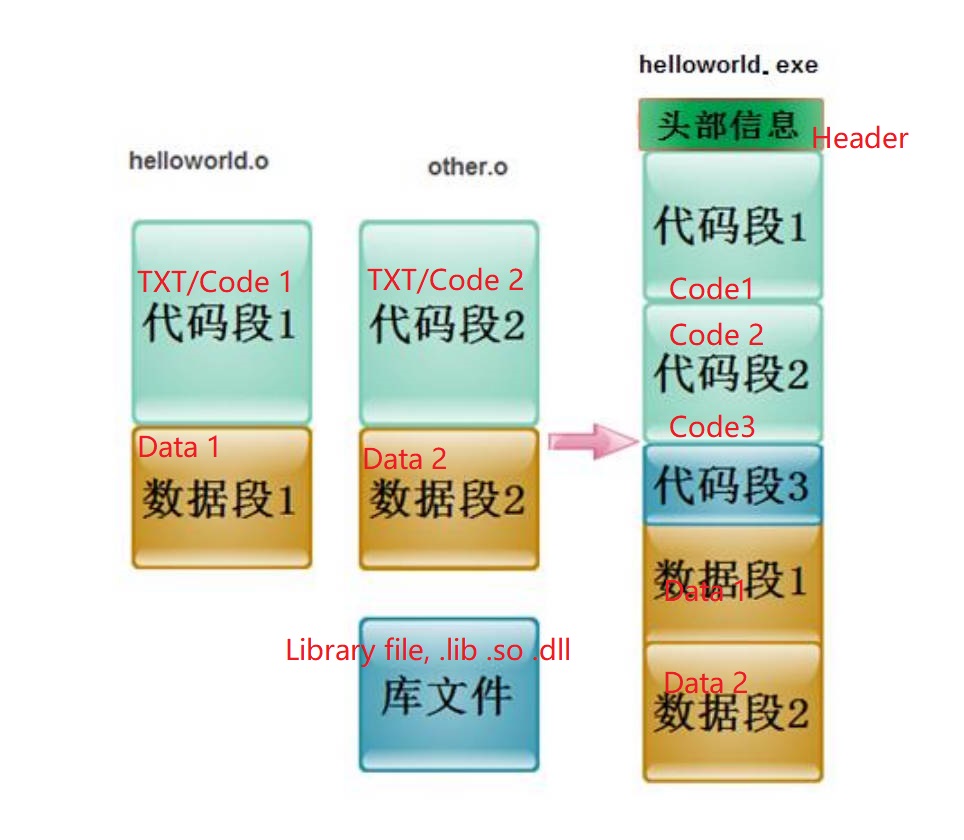 helloworld.o
TXT/Code 1
代码段1
Data 1
数据段1
other.o
TXT/Code 2
代码段2
Data 2
数据段2
Library file, .lib .so .dll
库文件
helloworld. exe
头部信息
Header
代码段1
Code1
Code 2
代码段2
Code3
代码段3
数据段1
Data 1
Data 2
数据段2